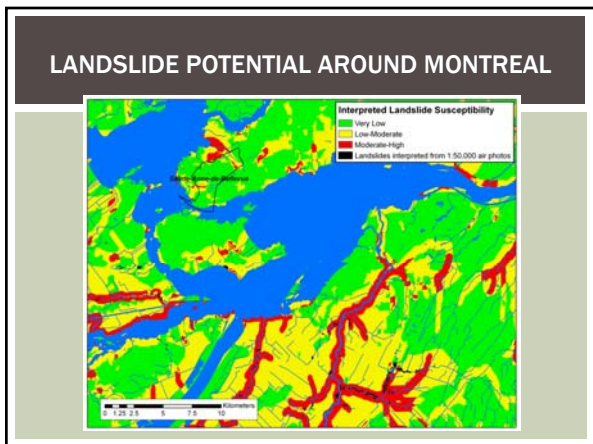 LANDSLIDE POTENTIAL AROUND MONTREAL
Interpreted Landslide Susceptibility
Very Low
Low-Moderate
Moderate-High
Landslides interpreted from 1:50,000 air photos
Kilometers
0 1.25 2.5 5 7.5 10